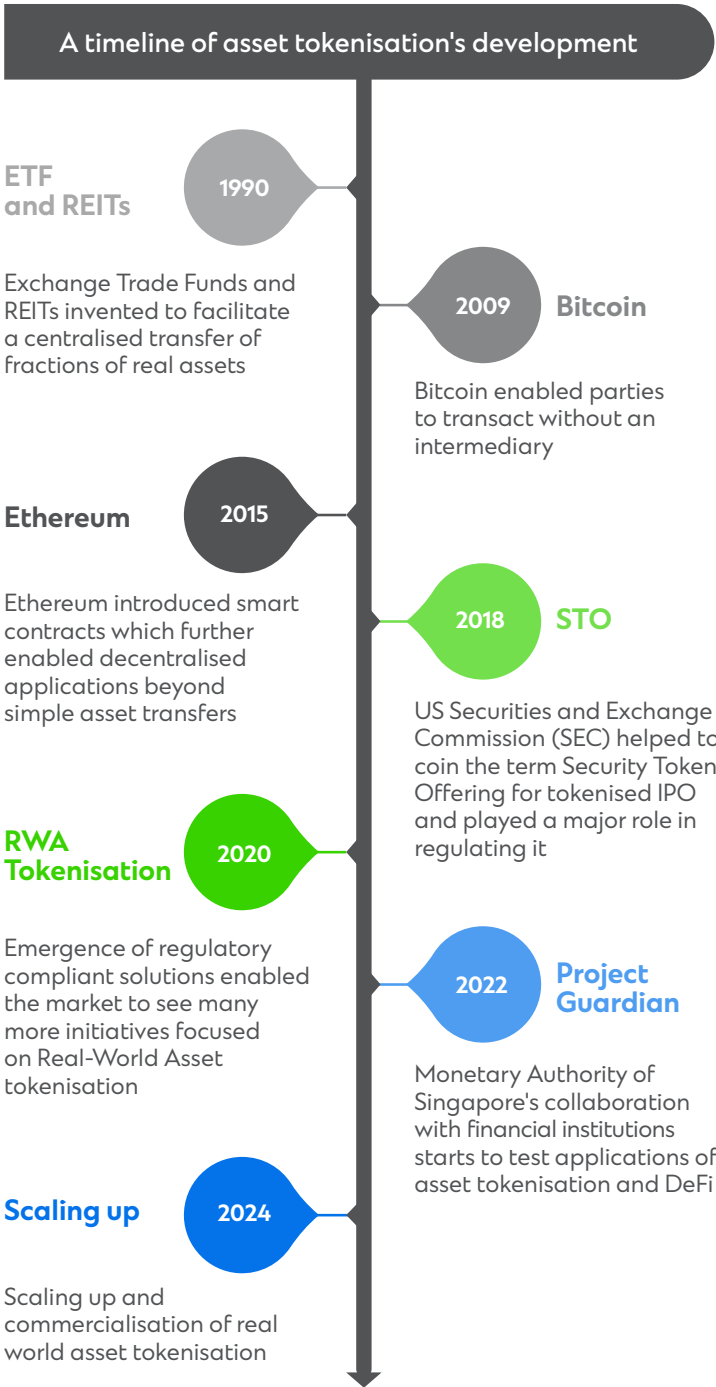 A timeline of asset tokenisation's development
ETF
and REITs
1990
Exchange Trade Funds and
REITs invented to facilitate
a centralised transfer of
fractions of real assets
2009
Bitcoin
Bitcoin enabled parties
to transact without an
intermediary
Ethereum
2015
Ethereum introduced smart
contracts which further
enabled decentralised
applications beyond
simple asset transfers
2018
STO
US Securities and Exchange
Commission (SEC) helped to
coin the term Security Token
Offering for tokenised IPO
and played a major role in
regulating it
RWA
Tokenisation
2020
Emergence of regulatory
compliant solutions enabled
the market to see many
more initiatives focused
on Real-World Asset
tokenisation
2022
Project
Guardian
Monetary Authority of
Singapore's collaboration
with financial institutions
starts to test applications of
asset tokenisation and DeFi
Scaling up
2024
Scaling up and
commercialisation of real
world asset tokenisation